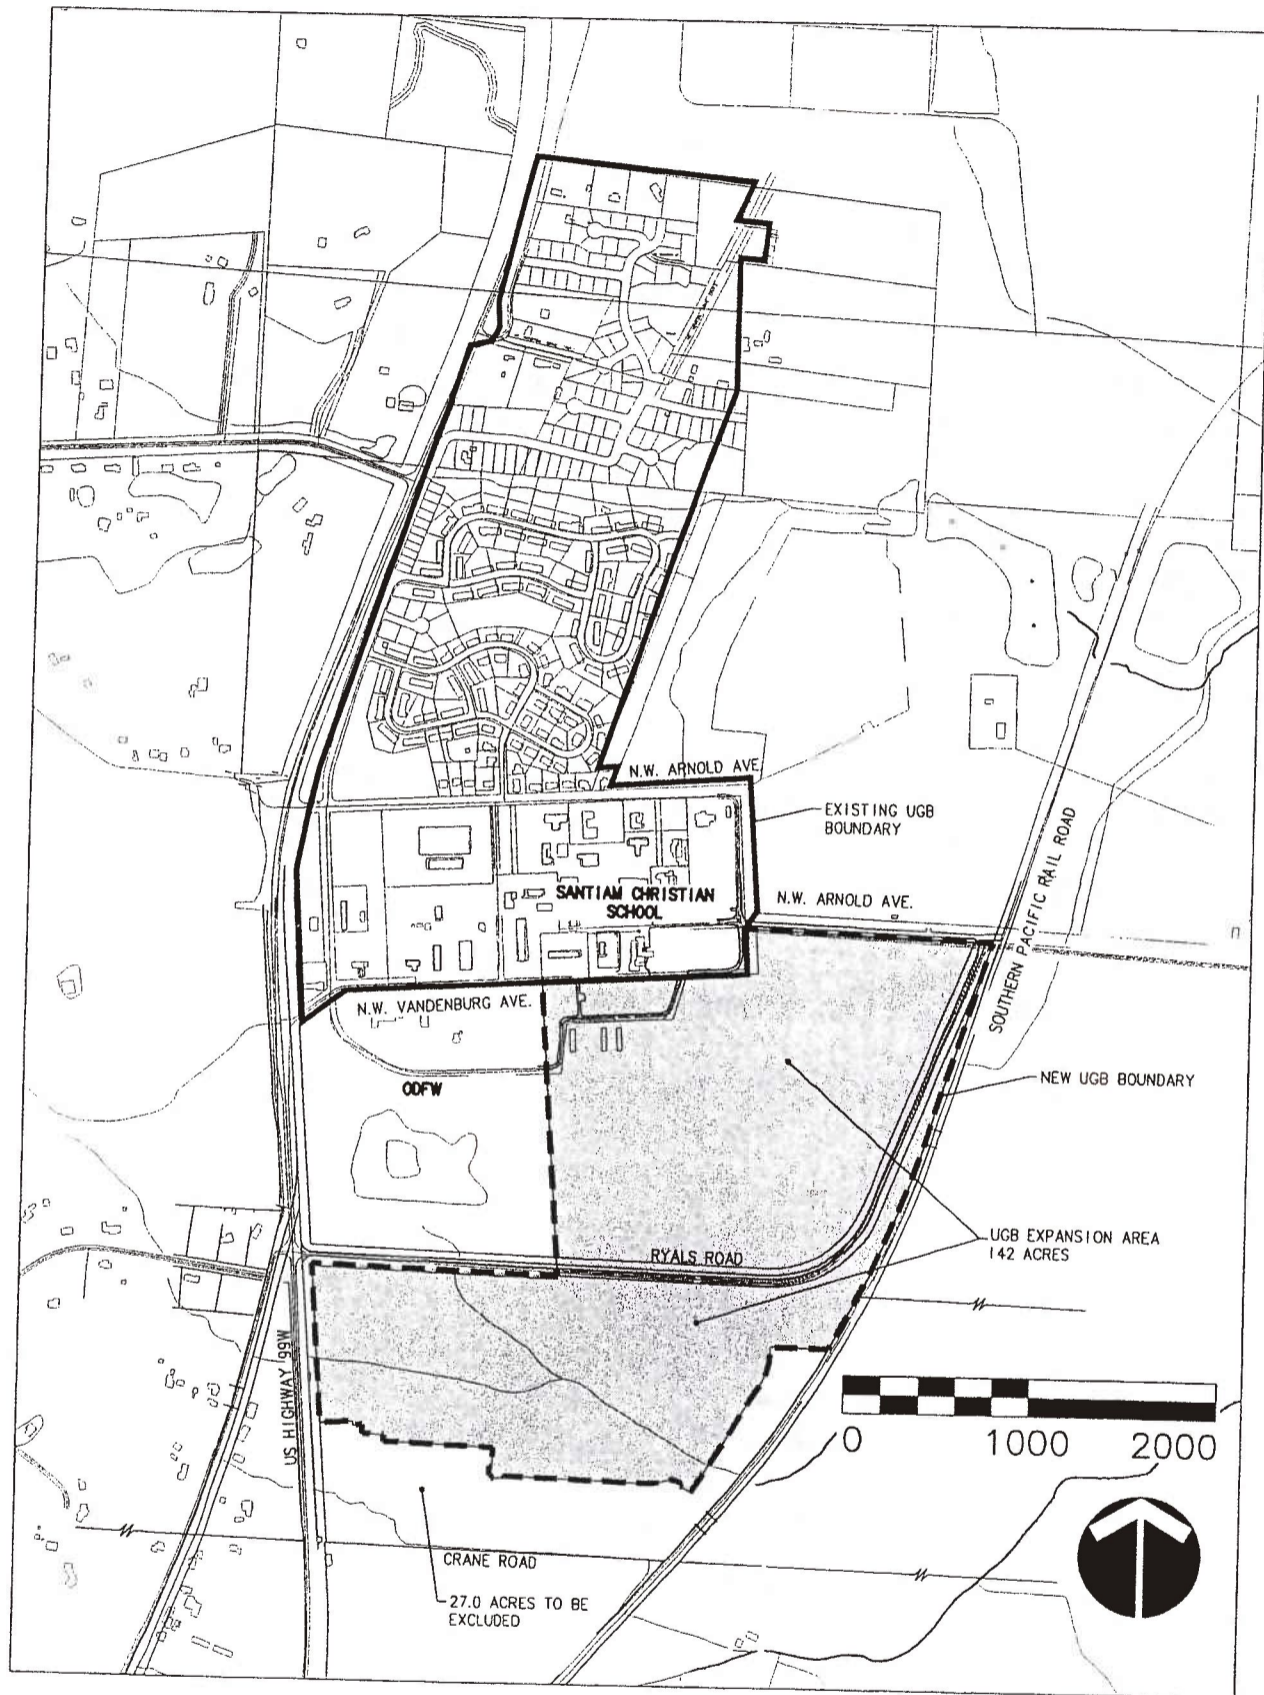 N.W. ARNOLD AVE
EXISTING UGB
BOUNDARY
SANTIAM CHRISTIAN
SCHOOL
N.W. ARNOLD AVE.
SOUTHERN PACIFIC RAIL ROAD
N.W. VANDENBURG AVE.
ODFW
NEW UGB BOUNDARY
UGB EXPANSION AREA
142 ACRES
RYALS ROAD
US HIGHWAY 99W
0 1000 2000
CRANE ROAD
27.0 ACRES TO BE
EXCLUDED